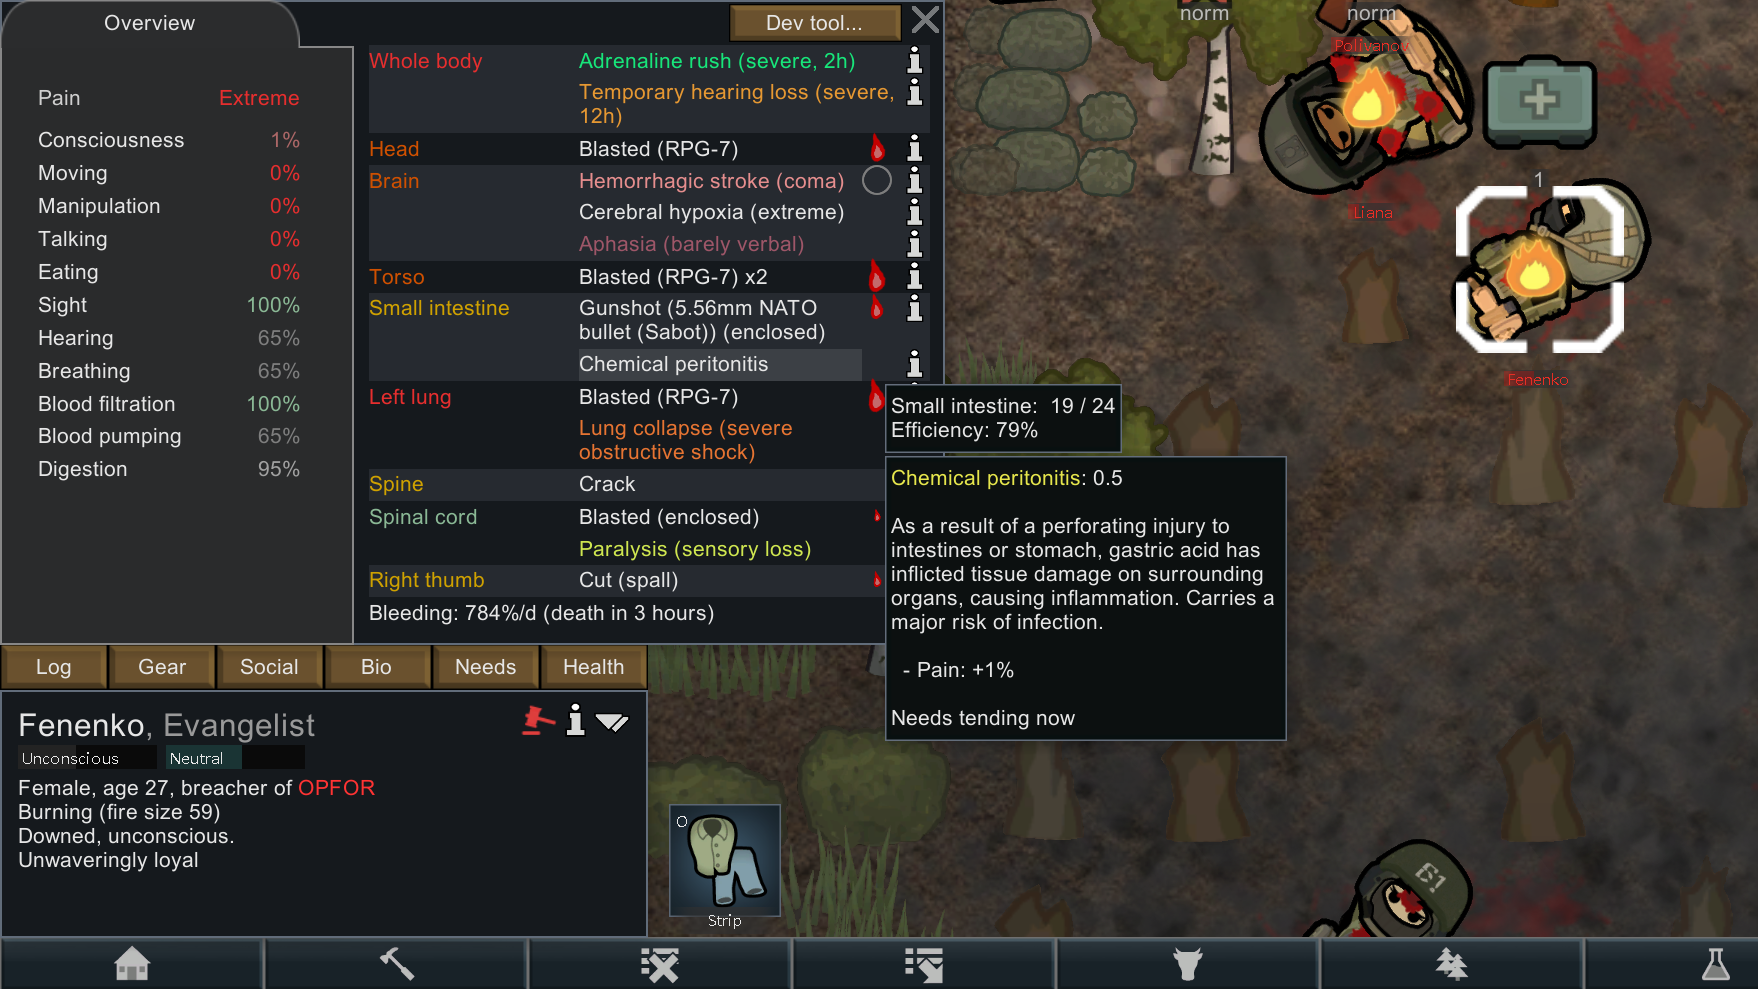 Overview
Dev tool...
Pain Extreme
Consciousness 1%
Moving 0%
Manipulation 0%
Talking 0%
Eating 0%
Sight 100%
Hearing 65%
Breathing 65%
Blood filtration 100%
Blood pumping 65%
Digestion 95%
Whole body Adrenaline rush (severe, 2h)
Temporary hearing loss (severe,
12h)
Head Blasted (RPG-7)
Brain Hemorrhagic stroke (coma)
Cerebral hypoxia (extreme)
Aphasia (barely verbal)
Torso Blasted (RPG-7) x2
Small intestine Gunshot (5.56mm NATO
bullet (Sabot)) (enclosed)
Chemical peritonitis
Left lung Blasted (RPG-7)
Lung collapse (severe
obstructive shock)
Spine Crack
Spinal cord Blasted (enclosed)
Paralysis (sensory loss)
Right thumb Cut (spall)
Bleeding: 784%/d (death in 3 hours)
Small intestine: 19 / 24
Efficiency: 79%
Chemical peritonitis: 0.5
As a result of a perforating injury to
intestines or stomach, gastric acid has
inflicted tissue damage on surrounding
organs, causing inflammation. Carries a
major risk of infection.
- Pain: +1%
Needs tending now
norm
norm
Polivanov
Liana
1
Fenenko
Log
Gear
Social
Bio
Needs
Health
Fenenko, Evangelist
Unconscious
Neutral
Female, age 27, breacher of OPFOR
Burning (fire size 59)
Downed, unconscious.
Unwaveringly loyal
Strip